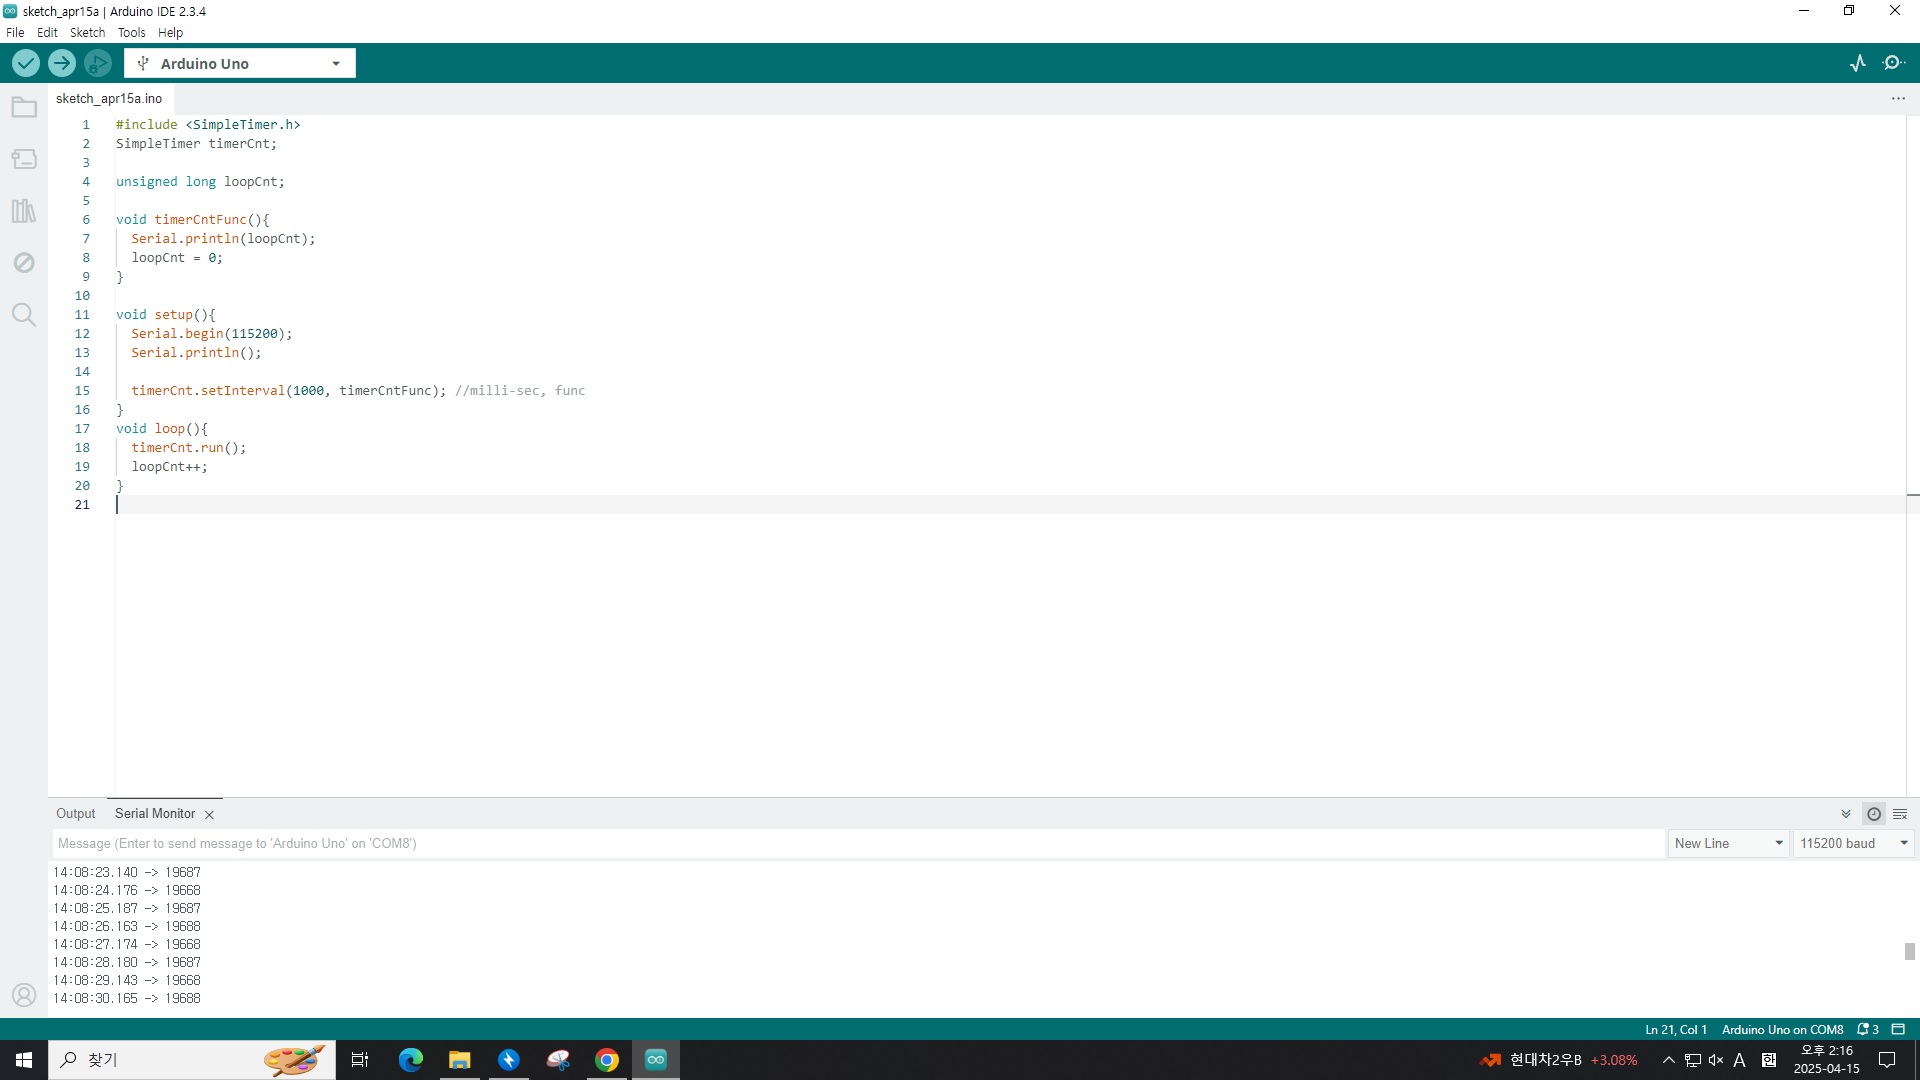 sketch_apr15a | Arduino IDE 2.3.4
File Edit Sketch Tools Help
Arduino Uno
sketch_apr15a.ino
1 #include <SimpleTimer.h>
2 SimpleTimer timerCnt;
3
4 unsigned long loopCnt;
5
6 void timerCntFunc(){
7 Serial.println(loopCnt);
8 loopCnt = 0;
9 }
10
11 void setup(){
12 Serial.begin(115200);
13 Serial.println();
14
15 timerCnt.setInterval(1000, timerCntFunc); //milli-sec, func
16 }
17 void loop(){
18 timerCnt.run();
19 loopCnt++;
20 }
21
Output Serial Monitor
Message (Enter to send message to 'Arduino Uno' on 'COM8')
New Line 115200 baud
14:08:23.140 -> 19687
14:08:24.176 -> 19668
14:08:25.187 -> 19687
14:08:26.163 -> 19688
14:08:27.174 -> 19668
14:08:28.180 -> 19687
14:08:29.143 -> 19668
14:08:30.165 -> 19688
Ln 21, Col 1 Arduino Uno on COM8 3
찾기
현대차2우B +3.08%
A 한
오후 2:16
2025-04-15